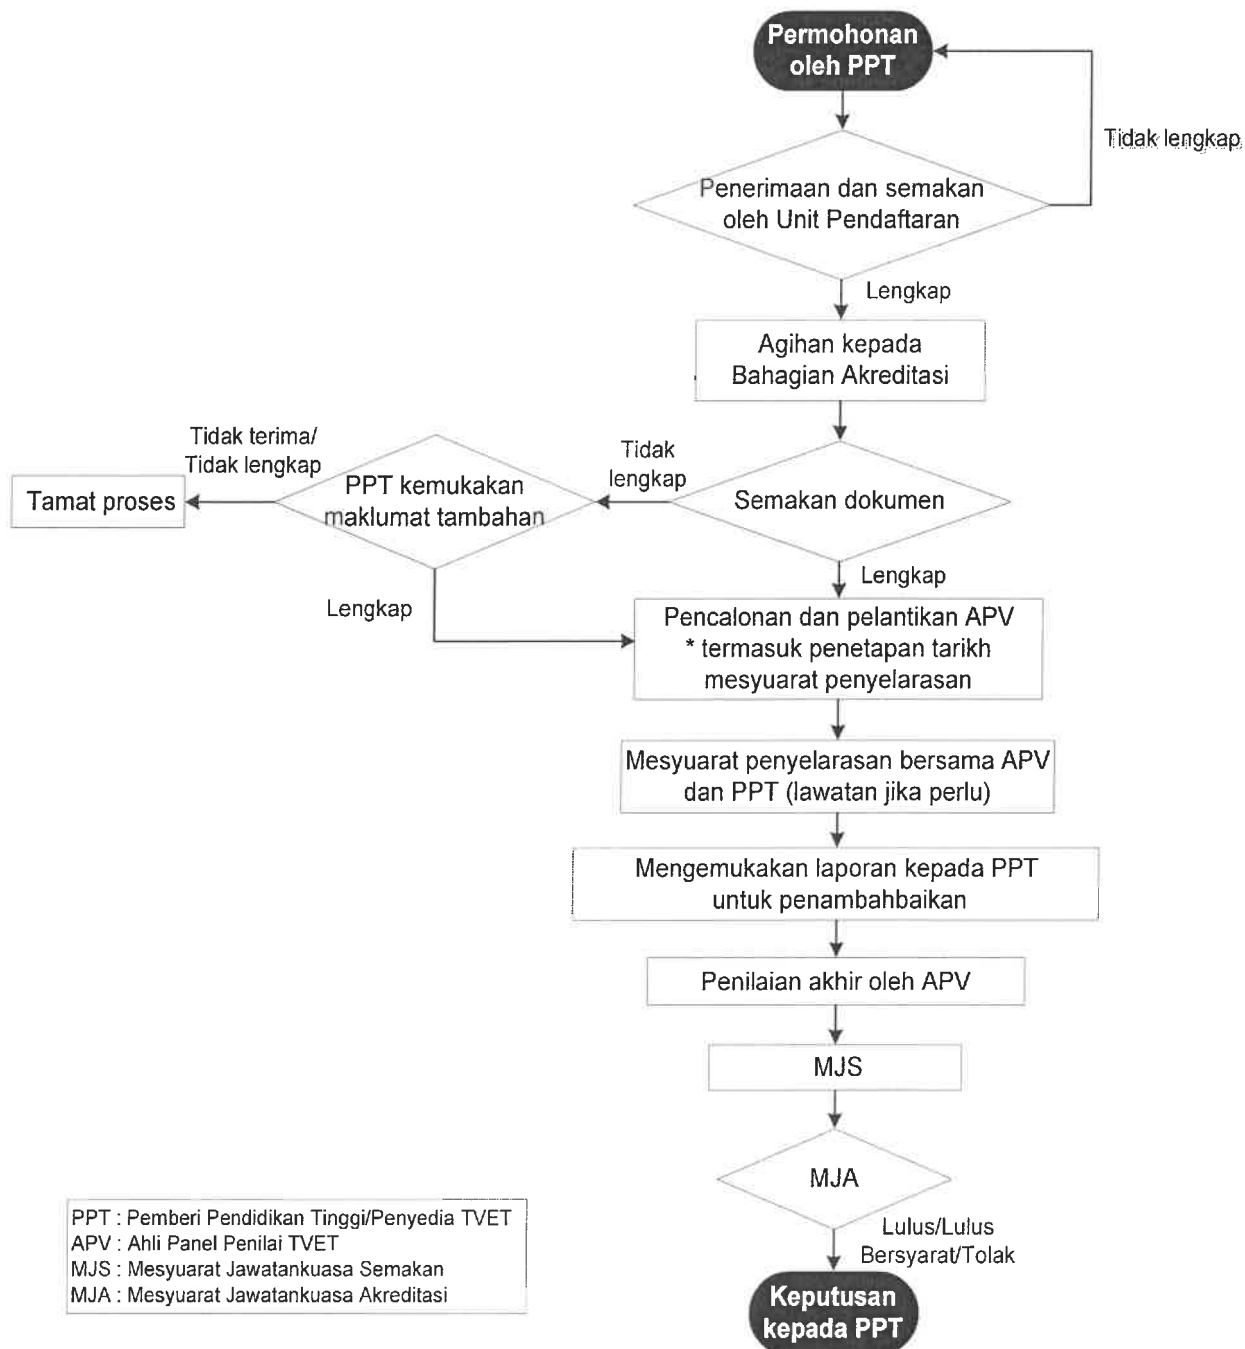 Permohonan
oleh PPT
Tidak lengkap
Penerimaan dan semakan
oleh Unit Pendaftaran
Lengkap
Agihan kepada
Bahagian Akreditasi
Tidak terima/
Tidak lengkap
Tidak
lengkap
Tamat proses
PPT kemukakan
maklumat tambahan
Semakan dokumen
Lengkap
Lengkap
Pencalonan dan pelantikan APV
* termasuk penetapan tarikh
mesyuarat penyelarasan
Mesyuarat penyelarasan bersama APV
dan PPT (lawatan jika perlu)
Mengemukakan laporan kepada PPT
untuk penambahbaikan
Penilaian akhir oleh APV
MJS
MJA
Lulus/Lulus
Bersyarat/Tolak
Keputusan
kepada PPT
PPT : Pemberi Pendidikan Tinggi/Penyedia TVET
APV : Ahli Panel Penilai TVET
MJS : Mesyuarat Jawatankuasa Semakan
MJA : Mesyuarat Jawatankuasa Akreditasi